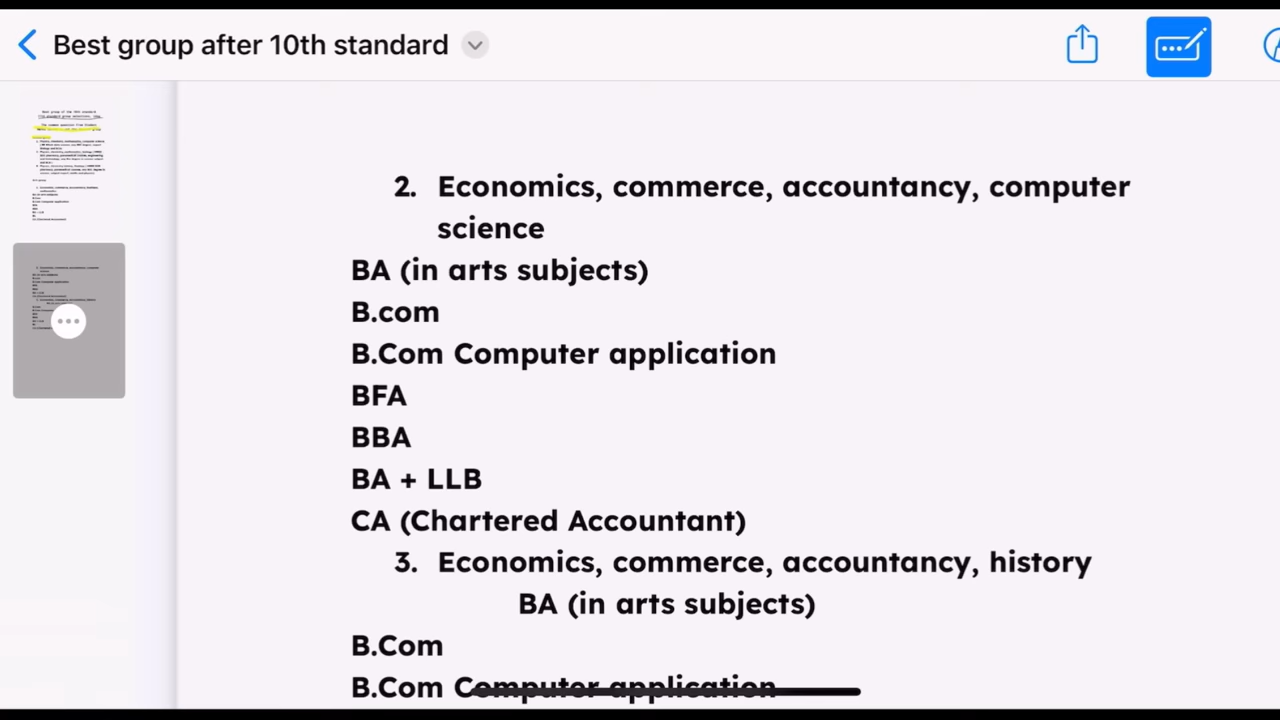 Best group after 10th standard
2. Economics, commerce, accountancy, computer
science
BA (in arts subjects)
B.com
B.Com Computer application
BFA
BBA
BA + LLB
CA (Chartered Accountant)
3. Economics, commerce, accountancy, history
BA (in arts subjects)
B.Com
B.Com Computer application